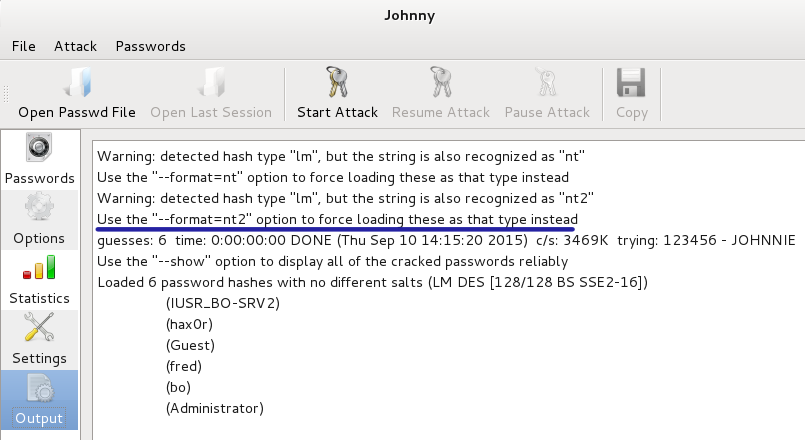 Johnny
File Attack Passwords
Open Passwd File Open Last Session Start Attack Resume Attack Pause Attack Copy
Passwords
Options
Statistics
Settings
Output
Warning: detected hash type "lm", but the string is also recognized as "nt"
Use the "--format=nt" option to force loading these as that type instead
Warning: detected hash type "lm", but the string is also recognized as "nt2"
Use the "--format=nt2" option to force loading these as that type instead
guesses: 6 time: 0:00:00:00 DONE (Thu Sep 10 14:15:20 2015) c/s: 3469K trying: 123456 - JOHNNIE
Use the "--show" option to display all of the cracked passwords reliably
Loaded 6 password hashes with no different salts (LM DES [128/128 BS SSE2-16])
(IUSR_BO-SRV2)
(hax0r)
(Guest)
(fred)
(bo)
(Administrator)